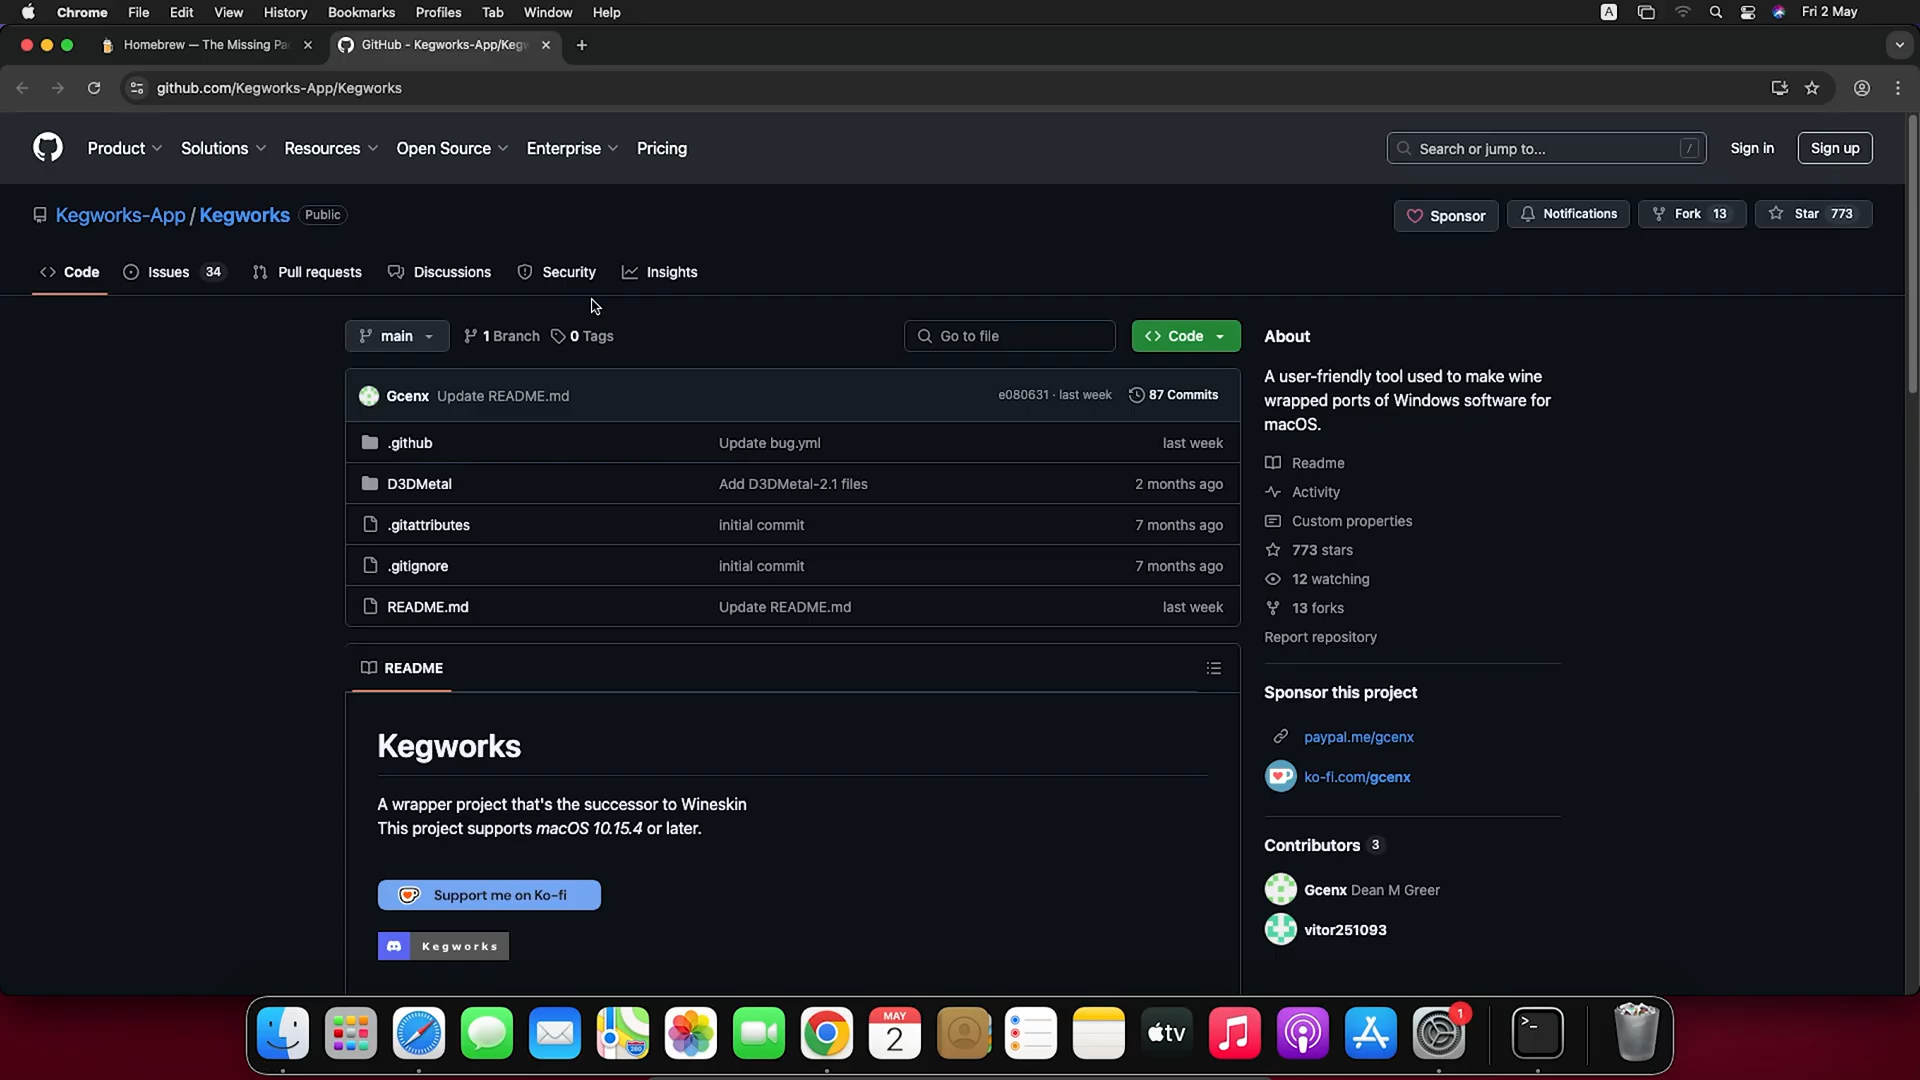 Chrome File Edit View History Bookmarks Profiles Tab Window Help A Fri 2 May
Homebrew — The Missing Pa GitHub - Kegworks-App/Kegw
github.com/Kegworks-App/Kegworks
Product Solutions Resources Open Source Enterprise Pricing Search or jump to... / Sign in Sign up
Kegworks-App / Kegworks Public Sponsor Notifications Fork 13 Star 773
Code Issues 34 Pull requests Discussions Security Insights
main 1 Branch 0 Tags Go to file Code
Gcenx Update README.md e080631 · last week 87 Commits
.github Update bug.yml last week
D3DMetal Add D3DMetal-2.1 files 2 months ago
.gitattributes initial commit 7 months ago
.gitignore initial commit 7 months ago
README.md Update README.md last week
README
Kegworks
A wrapper project that's the successor to Wineskin
This project supports macOS 10.15.4 or later.
Support me on Ko-fi
Kegworks
About
A user-friendly tool used to make wine
wrapped ports of Windows software for
macOS.
Readme
Activity
Custom properties
773 stars
12 watching
13 forks
Report repository
Sponsor this project
paypal.me/gcenx
ko-fi.com/gcenx
Contributors 3
Gcenx Dean M Greer
vitor251093
280 MAY 2 tv 1 >_